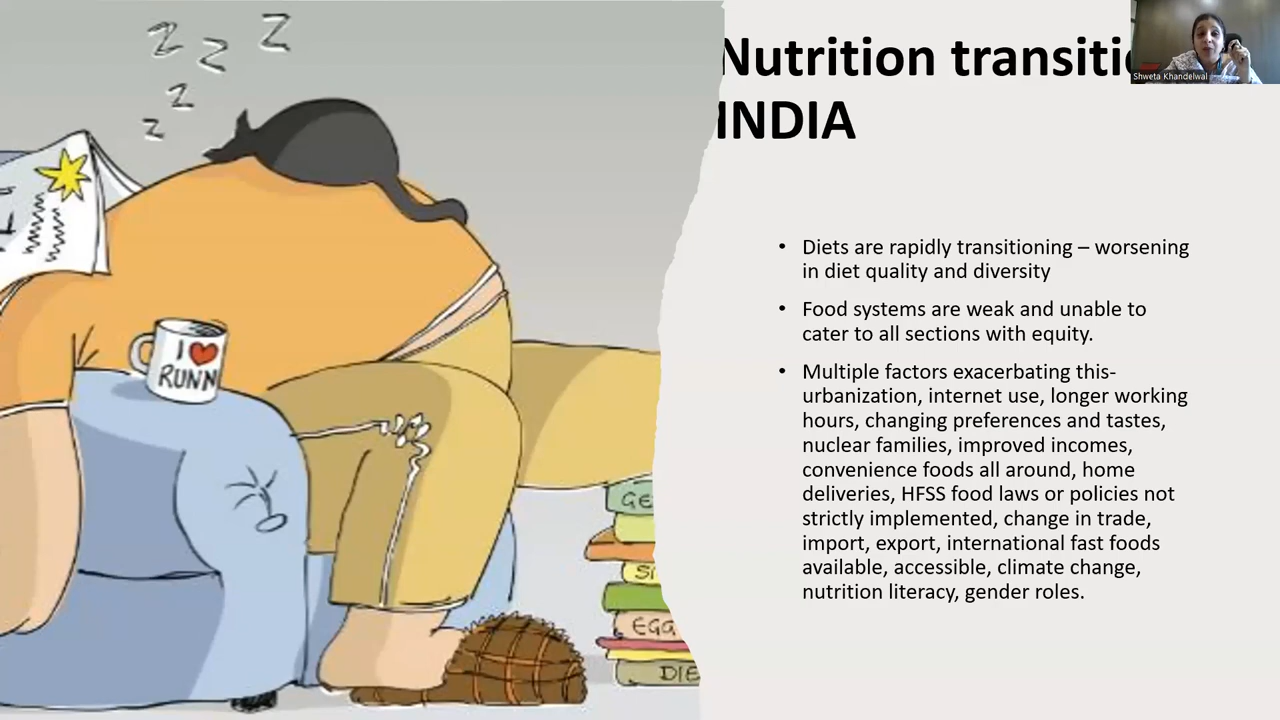 Z Z Z
Z
Z
Nutrition transiti
INDIA
Shweta Khandelwal
• Diets are rapidly transitioning – worsening
in diet quality and diversity
• Food systems are weak and unable to
cater to all sections with equity.
• Multiple factors exacerbating this-
urbanization, internet use, longer working
hours, changing preferences and tastes,
nuclear families, improved incomes,
convenience foods all around, home
deliveries, HFSS food laws or policies not
strictly implemented, change in trade,
import, export, international fast foods
available, accessible, climate change,
nutrition literacy, gender roles.
I ❤
RUNN
GE
SI
EGG
DIE